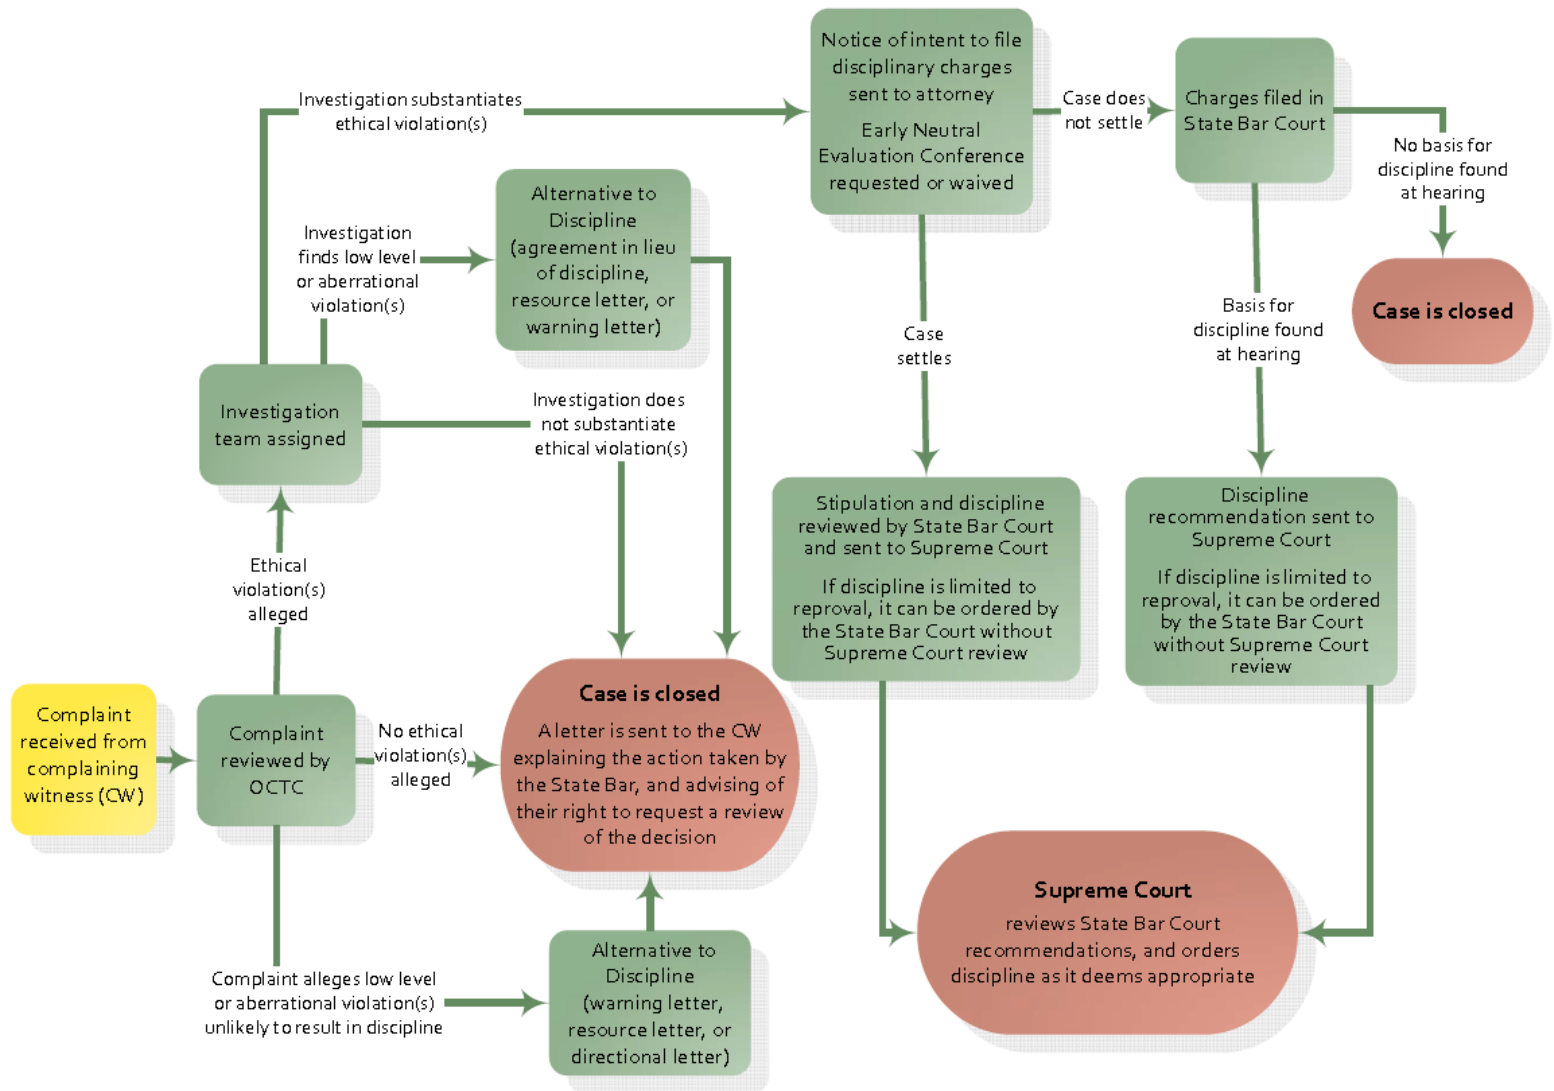 Notice of intent to file
disciplinary charges
sent to attorney
Early Neutral
Evaluation Conference
requested or waived
Case does
not settle
Charges filed in
State Bar Court
No basis for
discipline found
at hearing
Case is closed
Investigation substantiates
ethical violation(s)
Alternative to
Discipline
(agreement in lieu
of discipline,
resource letter, or
warning letter)
Investigation
finds low level
or aberrational
violation(s)
Case
settles
Basis for
discipline found
at hearing
Investigation
team assigned
Investigation does
not substantiate
ethical violation(s)
Stipulation and discipline
reviewed by State Bar Court
and sent to Supreme Court
If discipline is limited to
reproval, it can be ordered by
the State Bar Court without
Supreme Court review
Discipline
recommendation sent to
Supreme Court
If discipline is limited to
reproval, it can be ordered
by the State Bar Court
without Supreme Court
review
Ethical
violation(s)
alleged
Complaint
received from
complaining
witness (CW)
Complaint
reviewed by
OCTC
No ethical
violation(s)
alleged
Case is closed
A letter is sent to the CW
explaining the action taken by
the State Bar, and advising of
their right to request a review
of the decision
Supreme Court
reviews State Bar Court
recommendations, and orders
discipline as it deems appropriate
Complaint alleges low level
or aberrational violation(s)
unlikely to result in discipline
Alternative to
Discipline
(warning letter,
resource letter, or
directional letter)